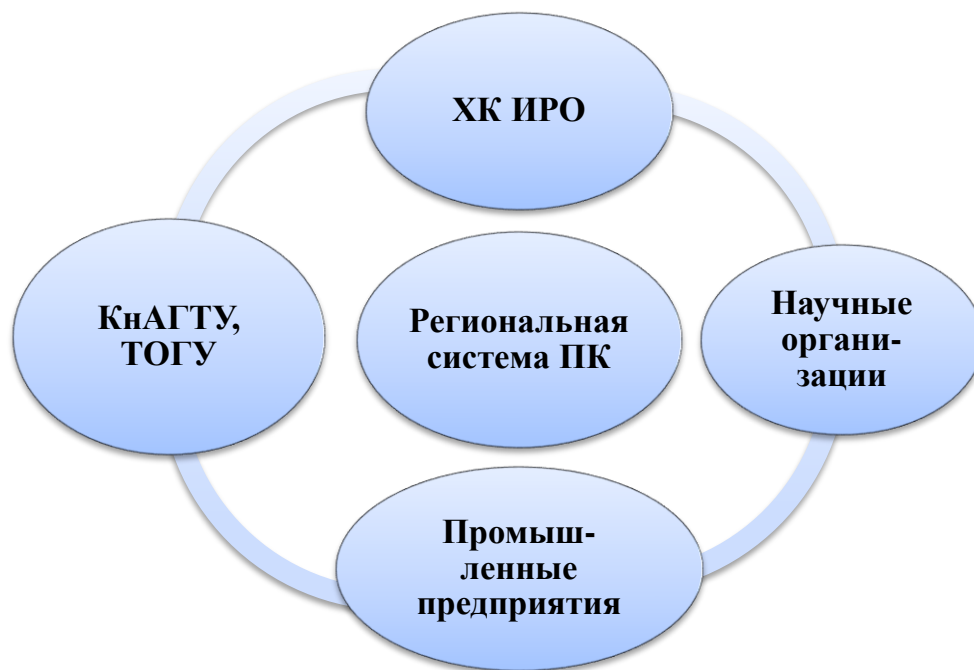 ХК ИРО
КнАГТУ,
ТОГУ
Региональная
система ПК
Научные
органи-
зации
Промыш-
ленные
предприятия